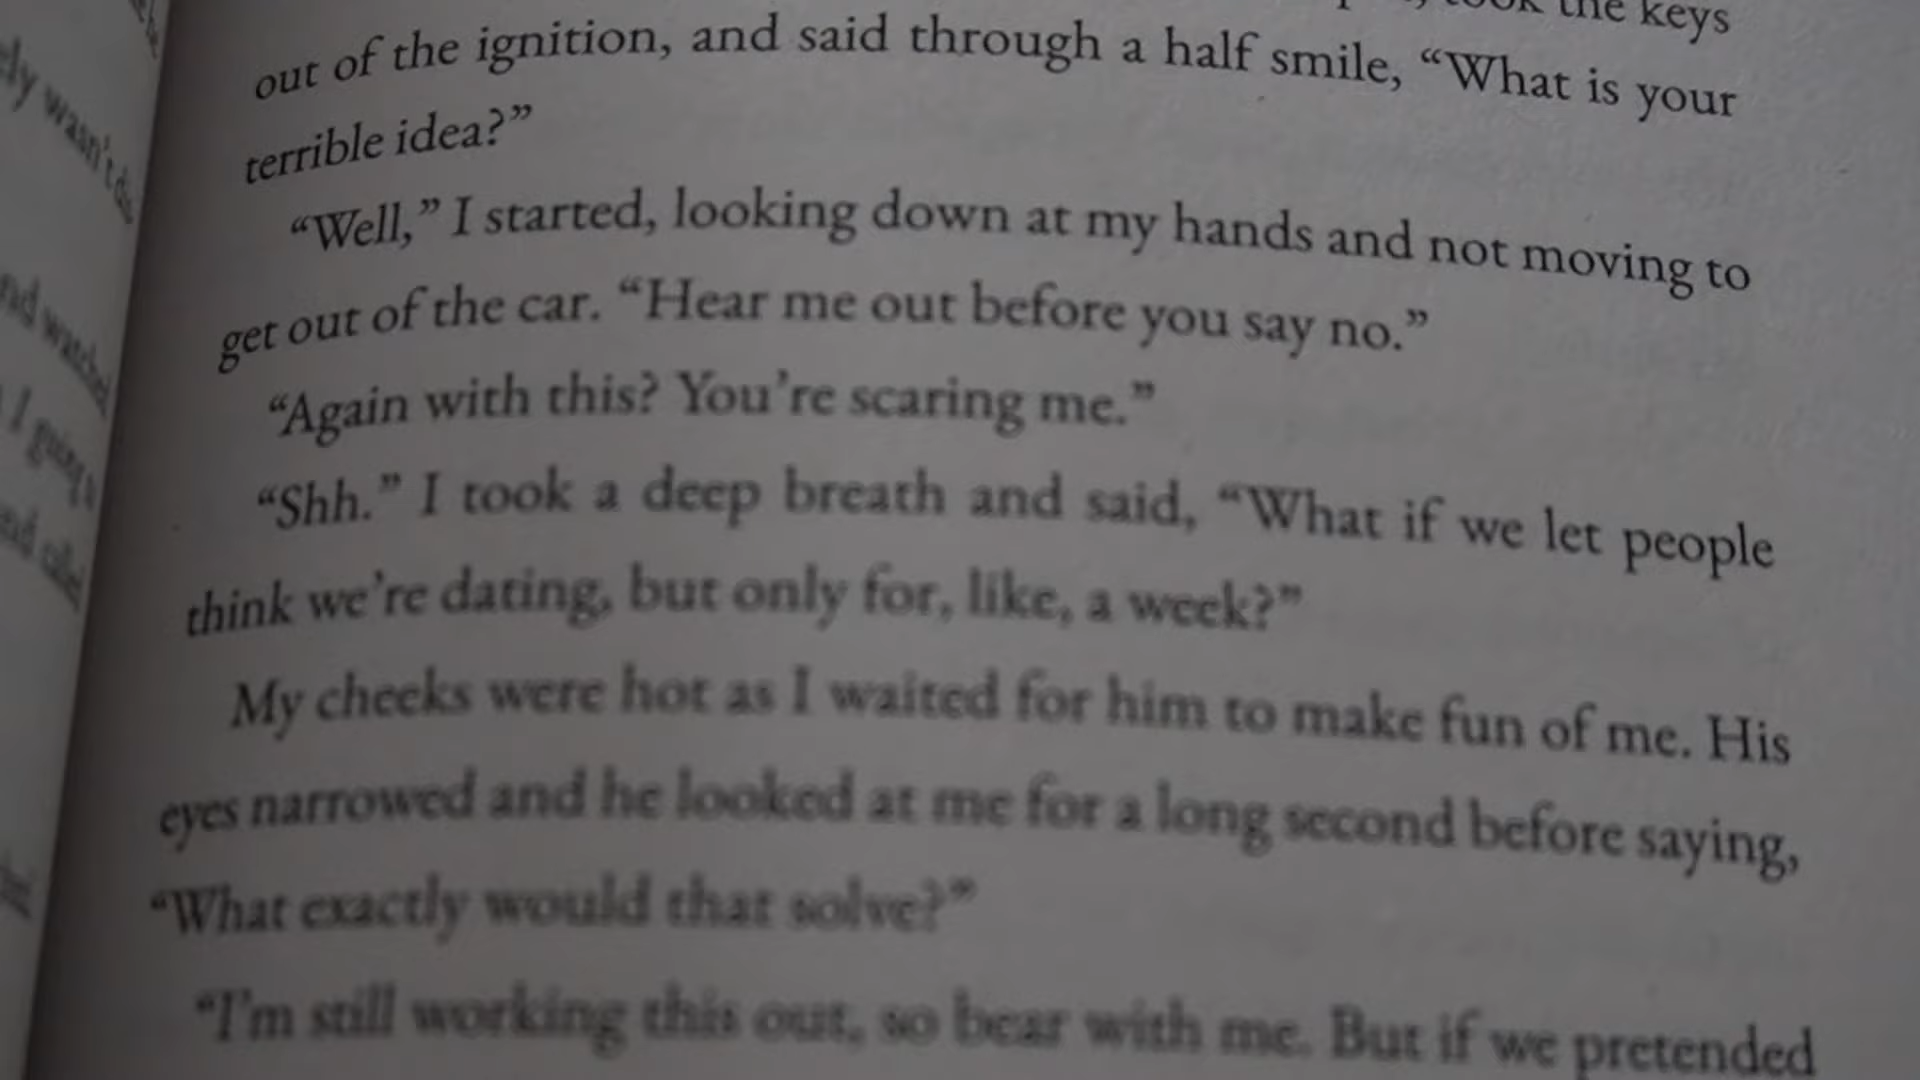 took the keys
out of the ignition, and said through a half smile, “What is your
terrible idea?”
“Well,” I started, looking down at my hands and not moving to
get out of the car. “Hear me out before you say no.”
“Again with this? You’re scaring me.”
“Shh.” I took a deep breath and said, “What if we let people
think we’re dating, but only for, like, a week?”
My cheeks were hot as I waited for him to make fun of me. His
eyes narrowed and he looked at me for a long second before saying,
“What exactly would that solve?”
“I’m still working this out, so bear with me. But if we pretended